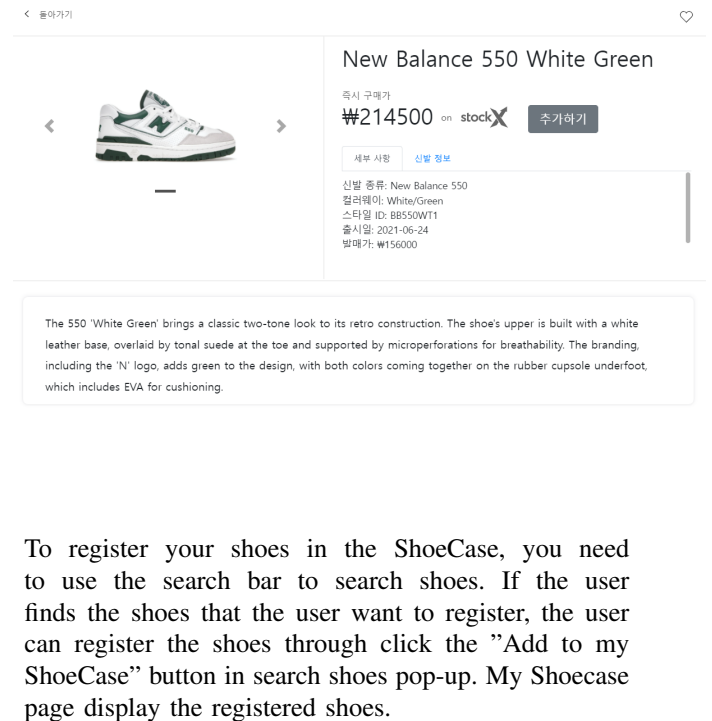 돌아가기
New Balance 550 White Green
즉시 구매가
₩214500 on stockX 추가하기
세부 사항 신발 정보
신발 종류: New Balance 550
컬러웨이: White/Green
스타일 ID: BB550WT1
출시일: 2021-06-24
발매가: ₩156000
The 550 'White Green' brings a classic two-tone look to its retro construction. The shoe's upper is built with a white
leather base, overlaid by tonal suede at the toe and supported by microperforations for breathability. The branding,
including the 'N' logo, adds green to the design, with both colors coming together on the rubber cupsole underfoot,
which includes EVA for cushioning.
To register your shoes in the ShoeCase, you need
to use the search bar to search shoes. If the user
finds the shoes that the user want to register, the user
can register the shoes through click the ”Add to my
ShoeCase” button in search shoes pop-up. My Shoecase
page display the registered shoes.